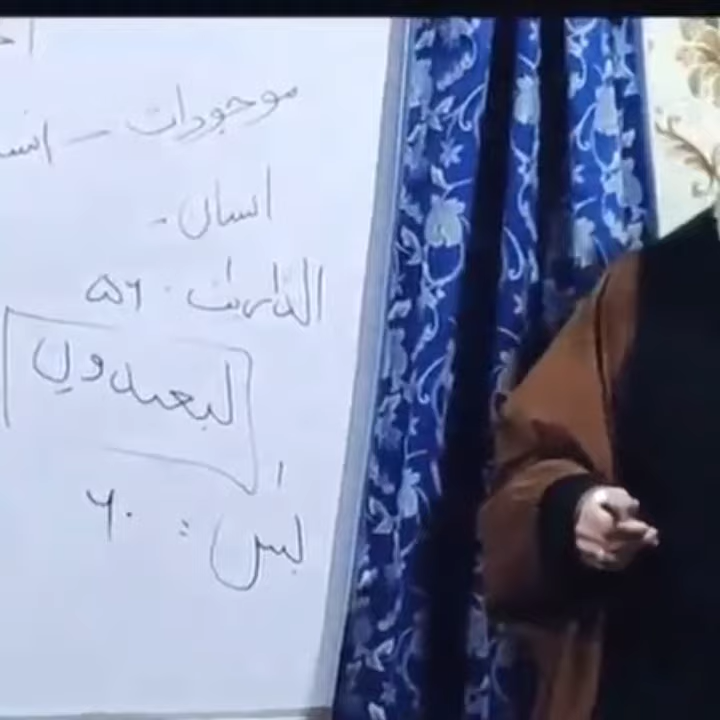 موجودات – انس
انسان -
الذاریات . ۵۶
لیعبدون
یس : ۶۰